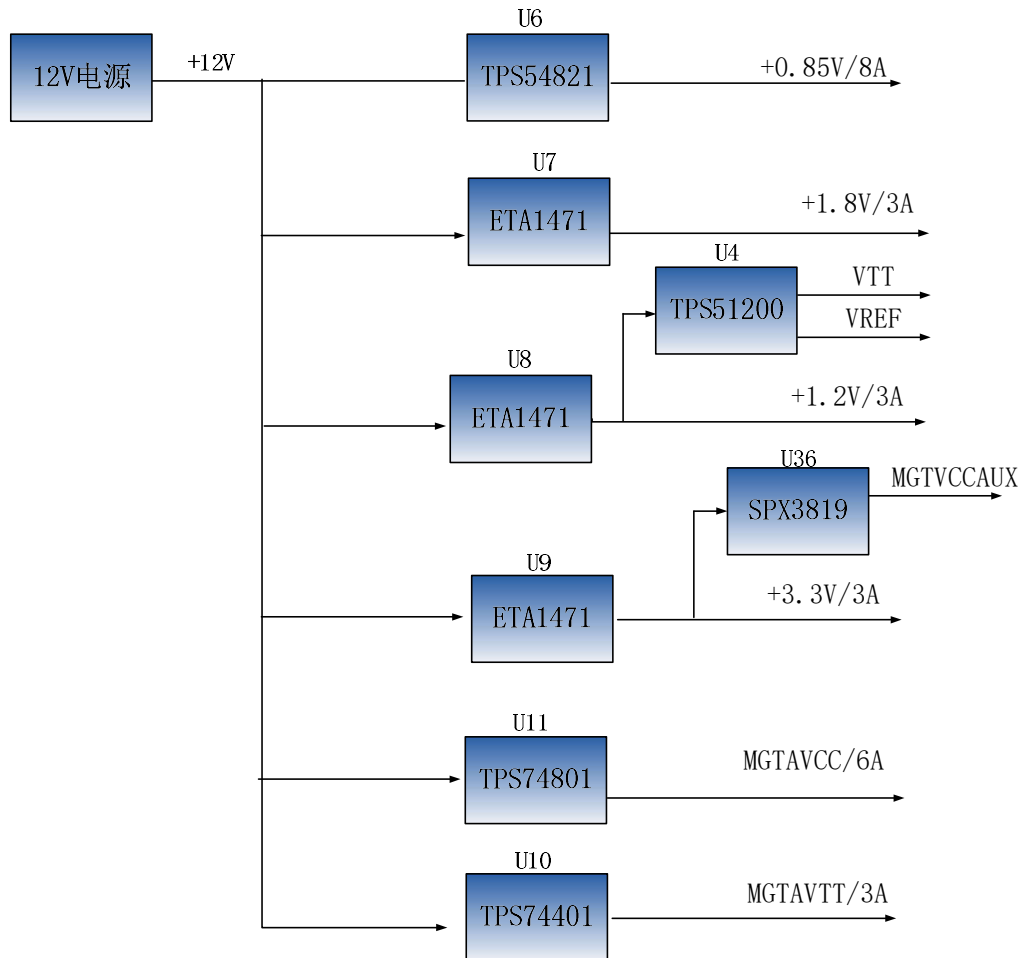 U6
12V电源
+12V
TPS54821
+0.85V/8A
U7
ETA1471
+1.8V/3A
U4
TPS51200
VTT
VREF
U8
ETA1471
+1.2V/3A
U36
SPX3819
MGTVCCAUX
U9
ETA1471
+3.3V/3A
U11
TPS74801
MGTAVCC/6A
U10
TPS74401
MGTAVTT/3A